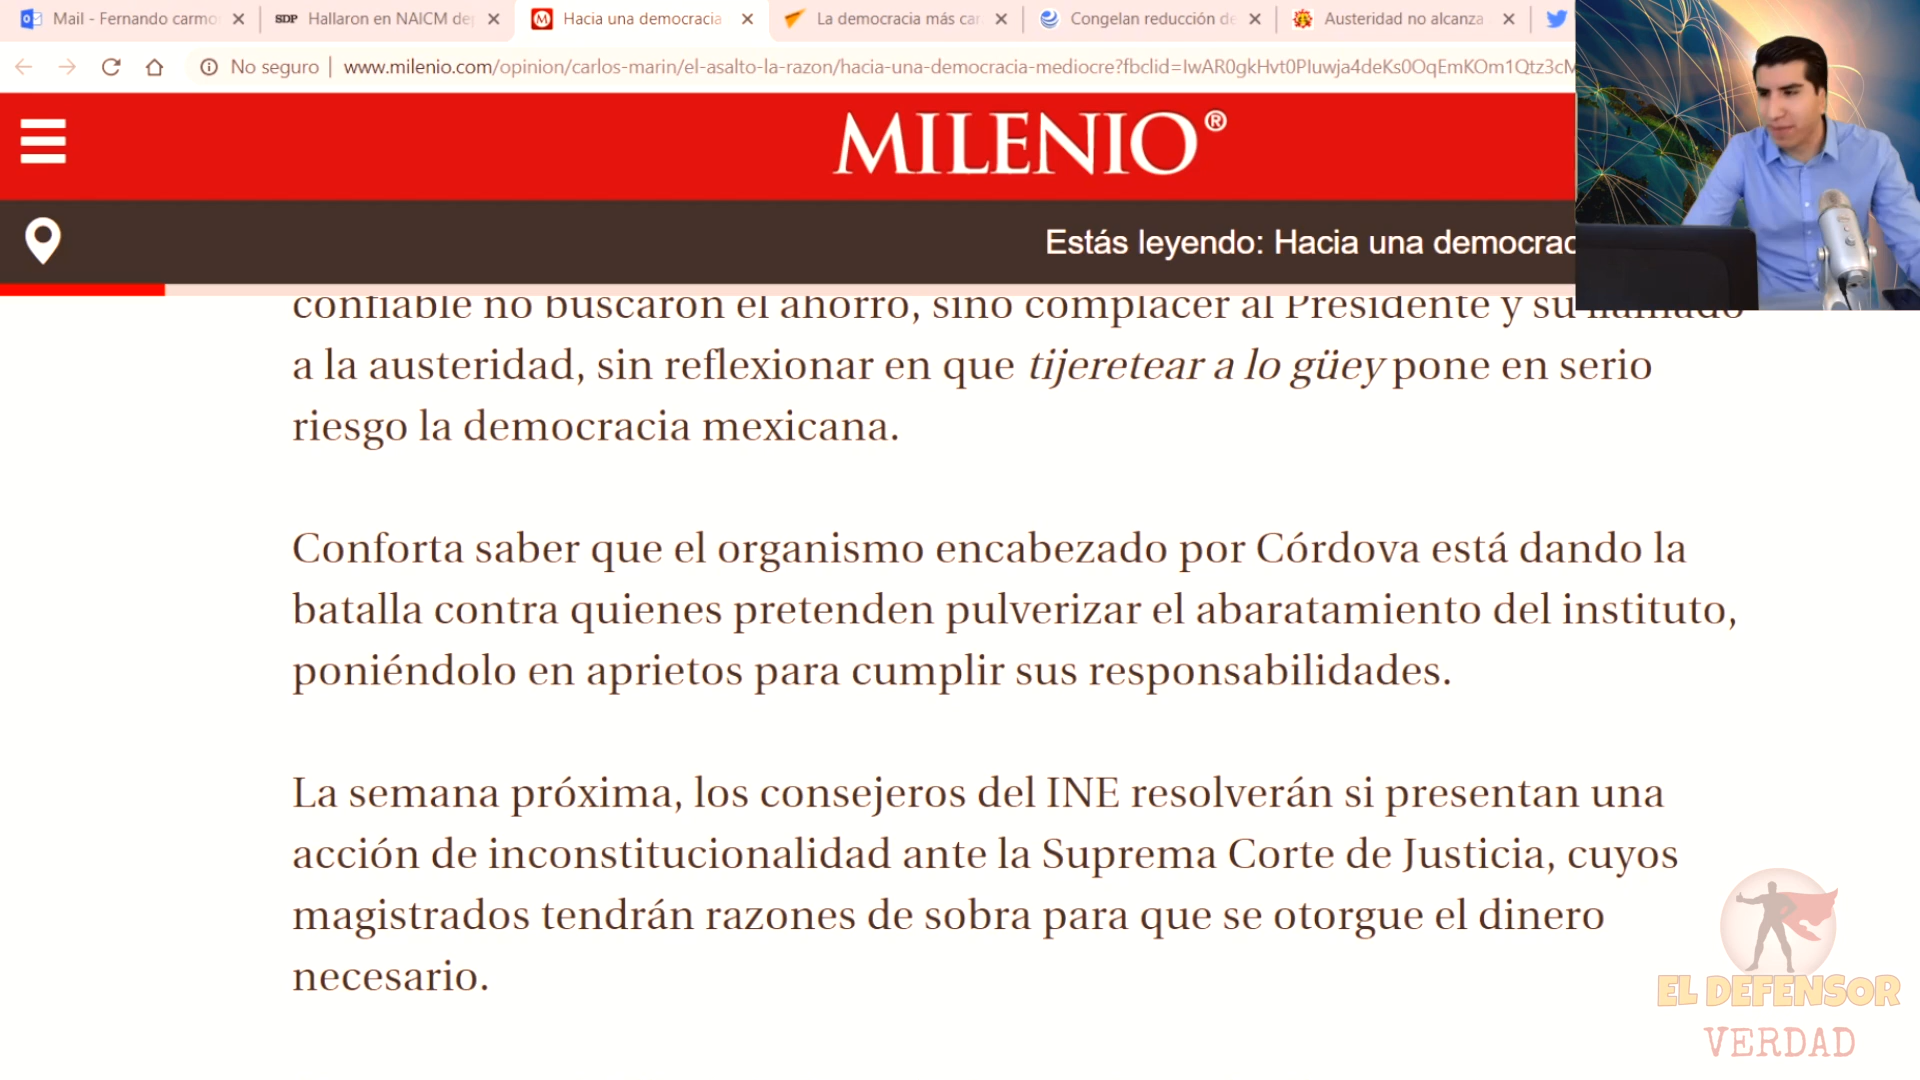 Mail - Fernando carmo
SDP Hallaron en NAICM de
Hacia una democracia
La democracia más car
Congelan reducción de
Austeridad no alcanza
No seguro | www.milenio.com/opinion/carlos-marin/el-asalto-la-razon/hacia-una-democracia-mediocre?fbclid=IwAR0gkHvt0PIuwja4deKs0OqEmKOm1Qtz3cM
MILENIO®
Estás leyendo: Hacia una democrac
confiable no buscaron el ahorro, sino complacer al Presidente y su llamado
a la austeridad, sin reflexionar en que tijeretear a lo güey pone en serio
riesgo la democracia mexicana.
Conforta saber que el organismo encabezado por Córdova está dando la
batalla contra quienes pretenden pulverizar el abaratamiento del instituto,
poniéndolo en aprietos para cumplir sus responsabilidades.
La semana próxima, los consejeros del INE resolverán si presentan una
acción de inconstitucionalidad ante la Suprema Corte de Justicia, cuyos
magistrados tendrán razones de sobra para que se otorgue el dinero
necesario.
EL DEFENSOR
VERDAD